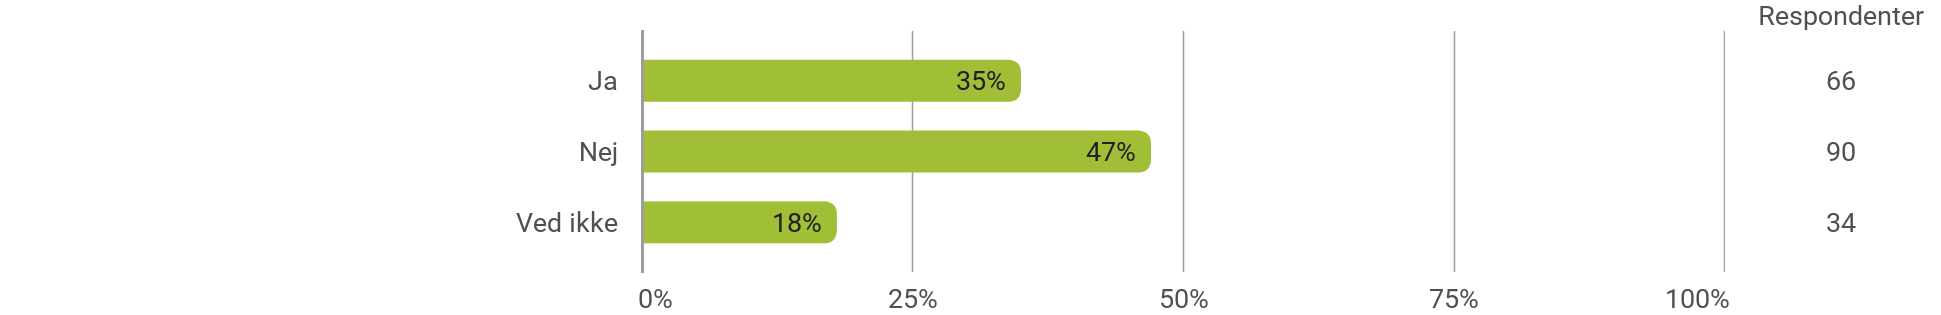 Respondenter
Ja 35% 66
Nej 47% 90
Ved ikke 18% 34
0% 25% 50% 75% 100%